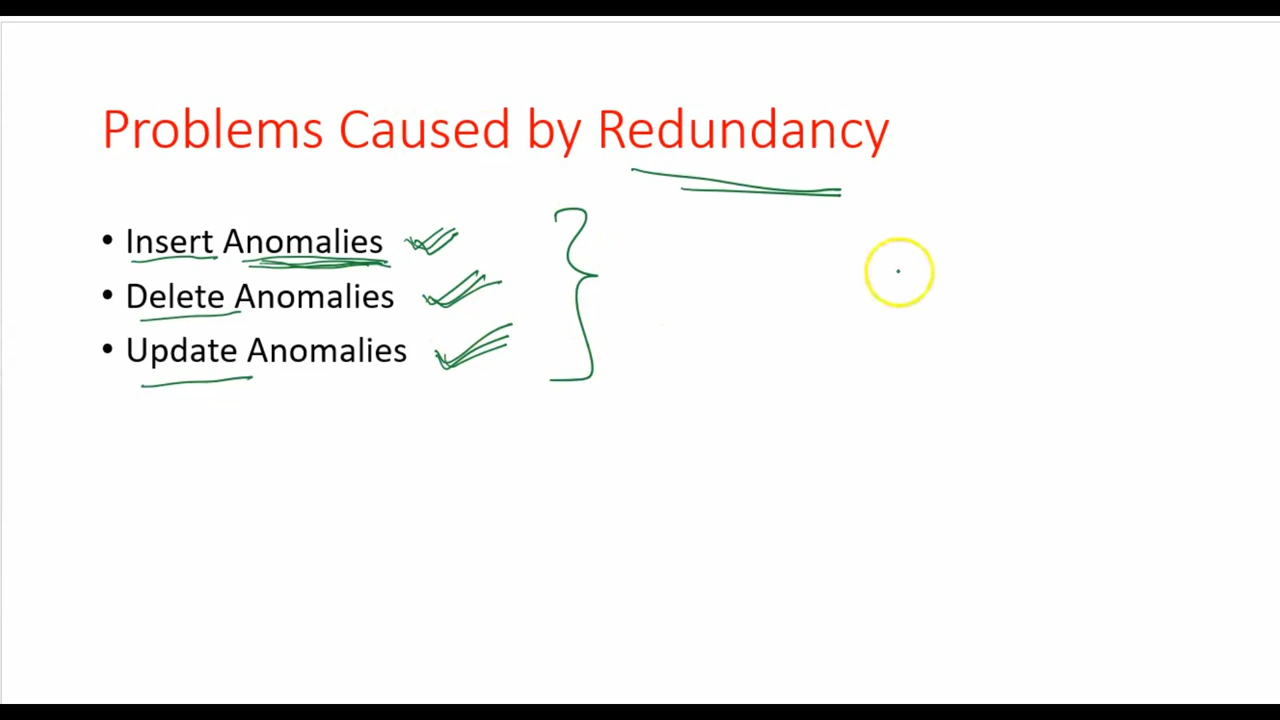 Problems Caused by Redundancy
• Insert Anomalies
• Delete Anomalies
• Update Anomalies